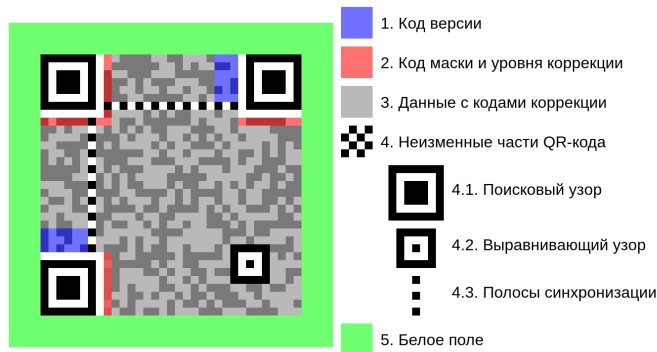 1. Код версии
2. Код маски и уровня коррекции
3. Данные с кодами коррекции
4. Неизменные части QR-кода
4.1. Поисковый узор
4.2. Выравнивающий узор
4.3. Полосы синхронизации
5. Белое поле